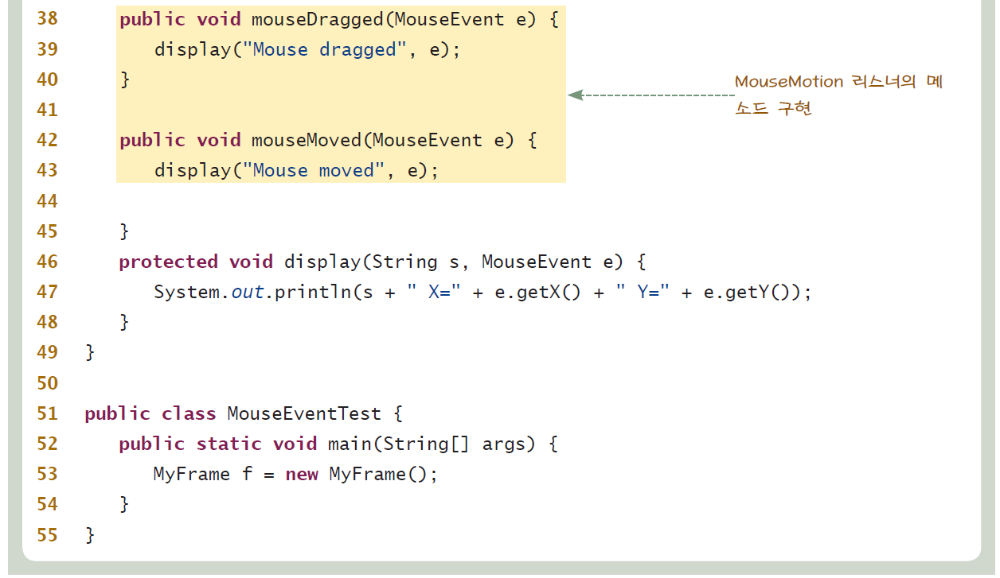 38 public void mouseDragged(MouseEvent e) {
39 display("Mouse dragged", e);
40 }
MouseMotion 리스너의 메
소드 구현
41
42 public void mouseMoved(MouseEvent e) {
43 display("Mouse moved", e);
44
45 }
46 protected void display(String s, MouseEvent e) {
47 System.out.println(s + " X=" + e.getX() + " Y=" + e.getY());
48 }
49 }
50
51 public class MouseEventTest {
52 public static void main(String[] args) {
53 MyFrame f = new MyFrame();
54 }
55 }